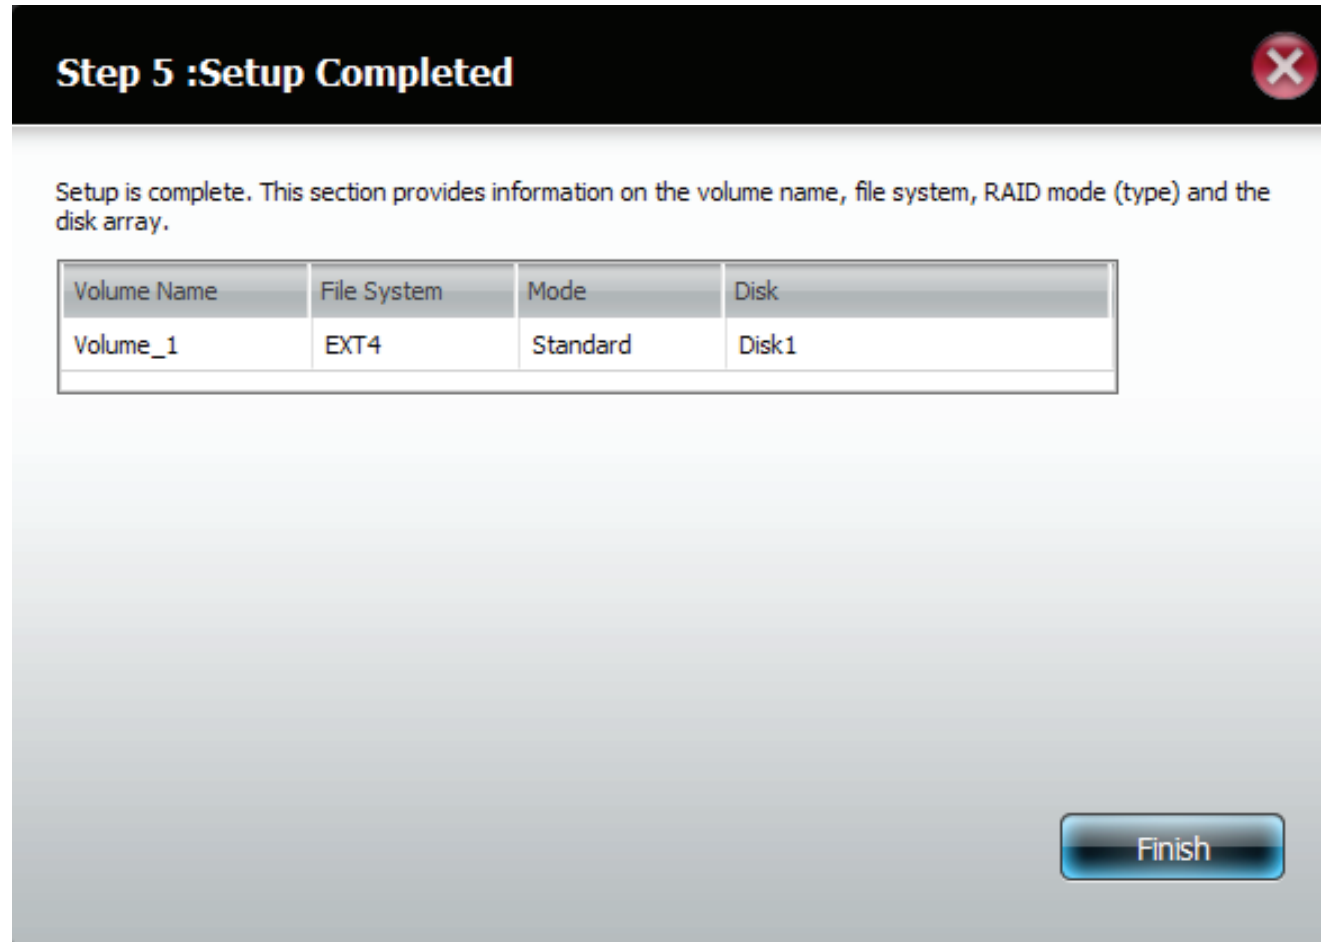 Step 5 :Setup Completed
Setup is complete. This section provides information on the volume name, file system, RAID mode (type) and the
disk array.
Volume Name File System Mode Disk
Volume_1 EXT4 Standard Disk1
Finish